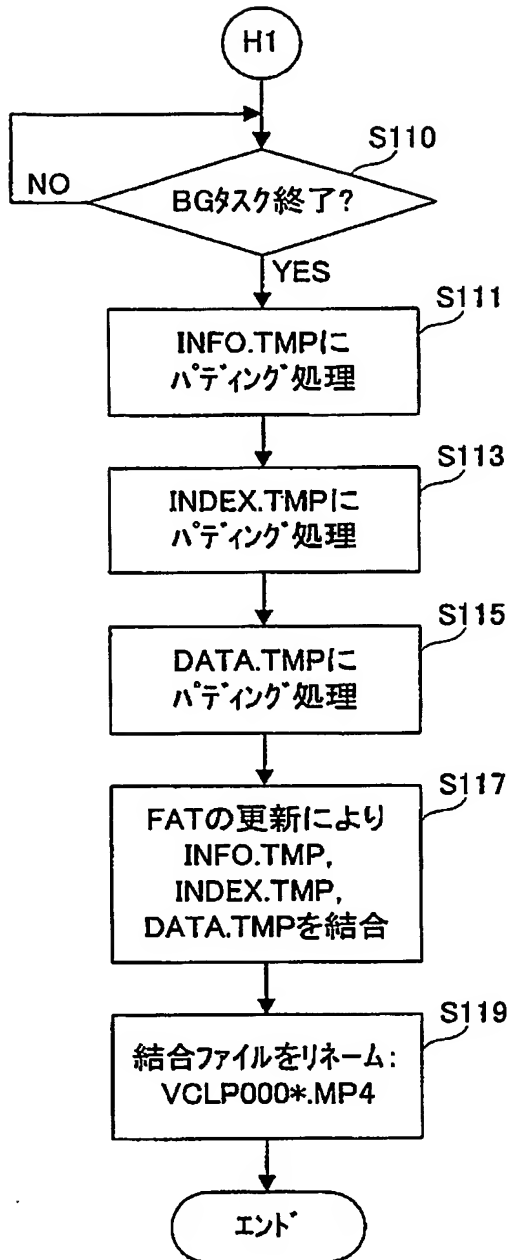 H1
S110
NO
BGﾀｽｸ終了?
YES
S111
INFO.TMPに
ﾊﾟﾃﾞｨﾝｸﾞ処理
S113
INDEX.TMPに
ﾊﾟﾃﾞｨﾝｸﾞ処理
S115
DATA.TMPに
ﾊﾟﾃﾞｨﾝｸﾞ処理
S117
FATの更新により
INFO.TMP,
INDEX.TMP,
DATA.TMPを結合
S119
結合ﾌｧｲﾙをﾘﾈｰﾑ:
VCLP000*.MP4
ｴﾝﾄﾞ